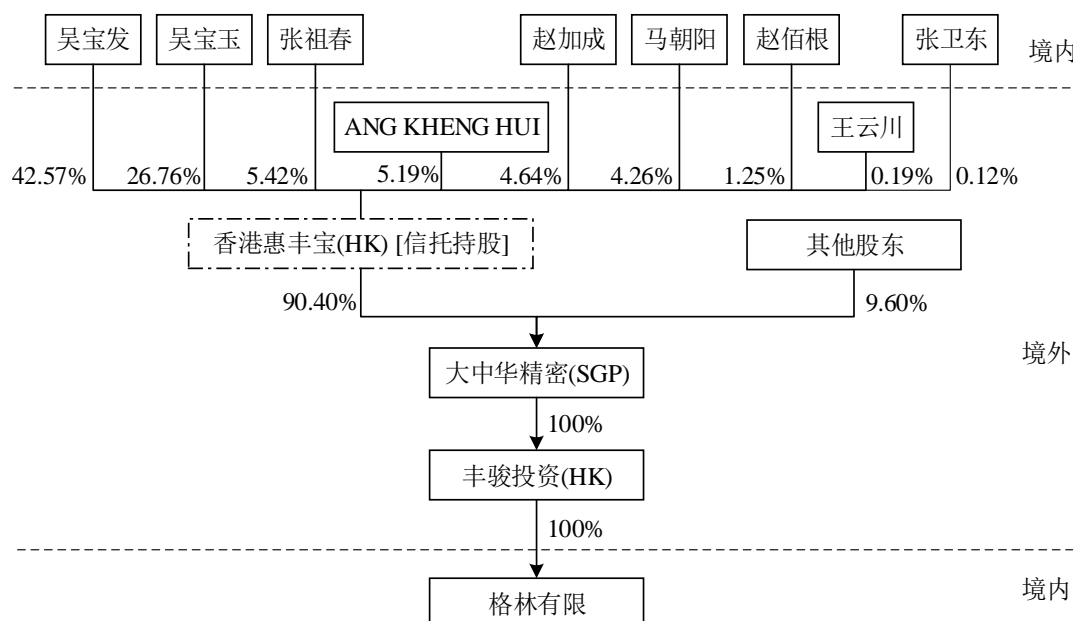 吴宝发
吴宝玉
张祖春
赵加成
马朝阳
赵佰根
张卫东
境内
ANG KHENG HUI
王云川
42.57%
26.76%
5.42%
5.19%
4.64%
4.26%
1.25%
0.19%
0.12%
香港惠丰宝(HK) [信托持股]
其他股东
90.40%
9.60%
境外
大中华精密(SGP)
100%
丰骏投资(HK)
100%
境内
格林有限